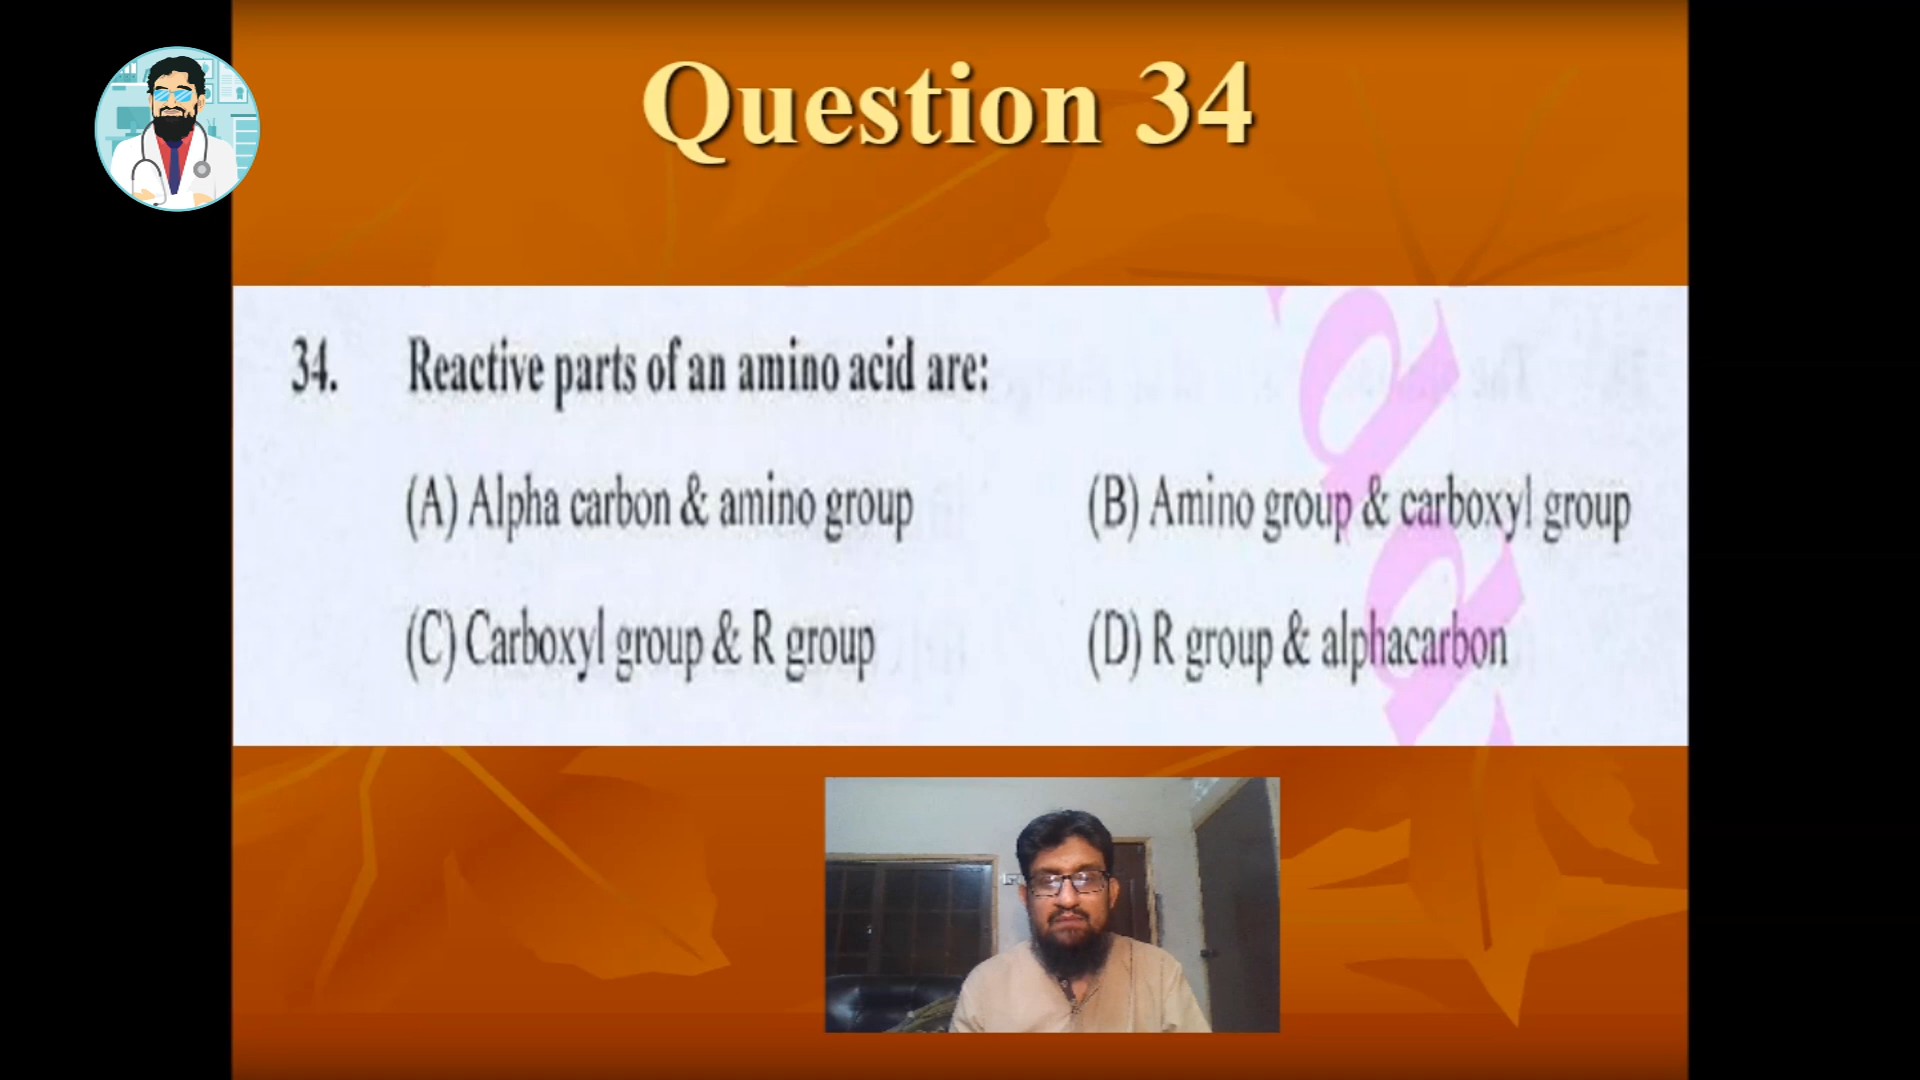 Question 34
34. Reactive parts of an amino acid are:
(A) Alpha carbon & amino group (B) Amino group & carboxyl group
(C) Carboxyl group & R group (D) R group & alphacarbon